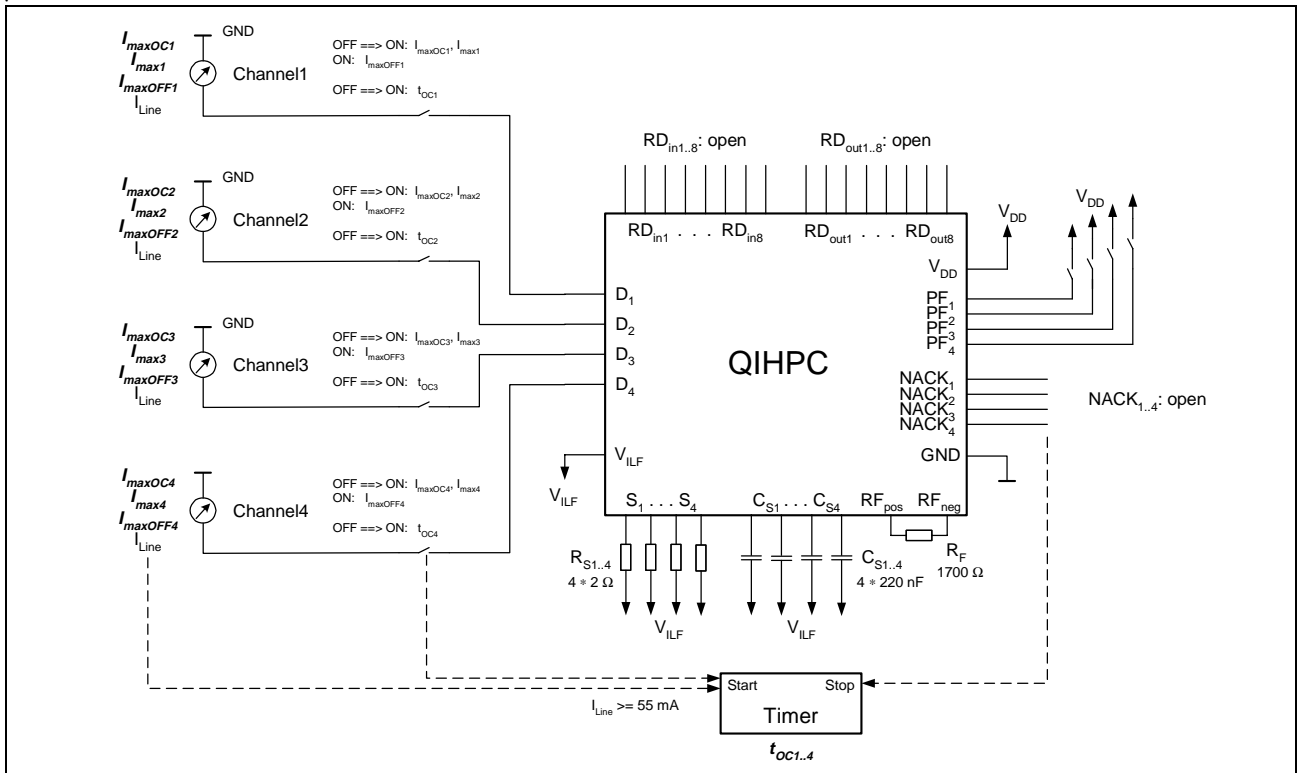 GND
I_maxOC1
I_max1
I_maxOFF1
I_Line
Channel1
OFF ==> ON: I_maxOC1, I_max1
ON: I_maxOFF1
OFF ==> ON: t_OC1
GND
I_maxOC2
I_max2
I_maxOFF2
I_Line
Channel2
OFF ==> ON: I_maxOC2, I_max2
ON: I_maxOFF2
OFF ==> ON: t_OC2
GND
I_maxOC3
I_max3
I_maxOFF3
I_Line
Channel3
OFF ==> ON: I_maxOC3, I_max3
ON: I_maxOFF3
OFF ==> ON: t_OC3
I_maxOC4
I_max4
I_maxOFF4
I_Line
GND
Channel4
OFF ==> ON: I_maxOC4, I_max4
ON: I_maxOFF4
OFF ==> ON: t_OC4
RD_in1..8: open
RD_out1..8: open
RD_in1 . . . RD_in8
RD_out1 . . . RD_out8
V_DD
V_DD
V_DD
D_1
D_2
D_3
D_4
QIHPC
PF_1
PF_2
PF_3
PF_4
NACK_1
NACK_2
NACK_3
NACK_4
NACK_1..4: open
V_ILF
GND
V_ILF
S_1 . . . S_4
C_S1 . . . C_S4
RF_pos
RF_neg
R_S1..4
4 * 2 Ω
C_S1..4
4 * 220 nF
R_F
1700 Ω
V_ILF
V_ILF
Start
Stop
Timer
I_Line >= 55 mA
t_OC1..4